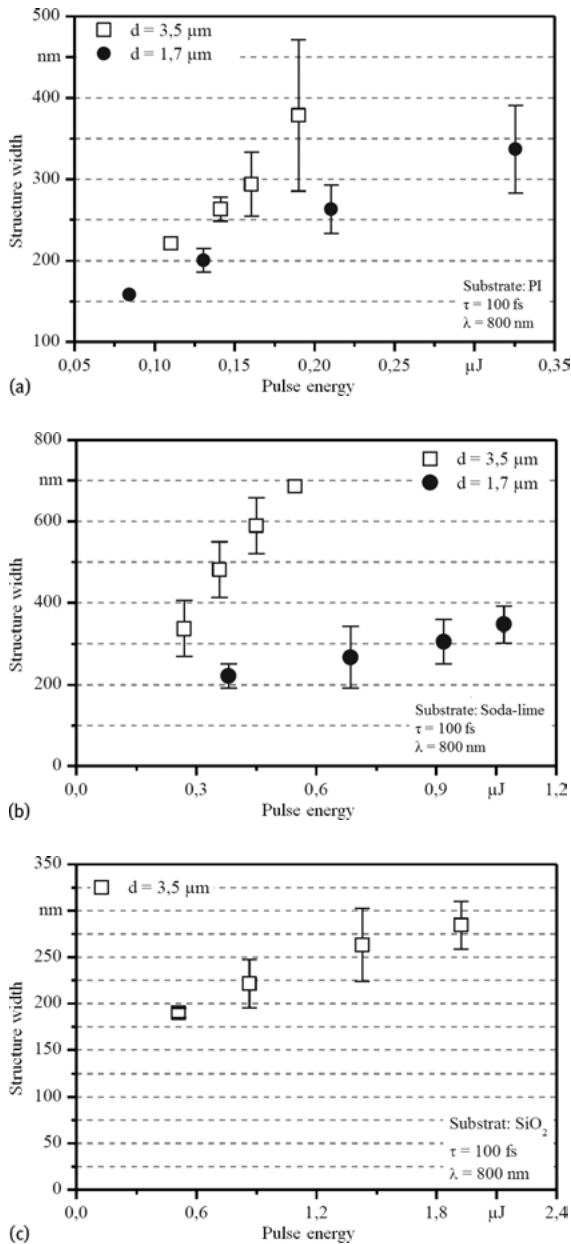 500
nm
400
300
200
100
Structure width
d = 3,5 µm
d = 1,7 µm
Substrate: PI
τ = 100 fs
λ = 800 nm
0,05 0,10 0,15 0,20 0,25 µJ 0,35
(a) Pulse energy
800
nm
600
400
200
0
Structure width
d = 3,5 µm
d = 1,7 µm
Substrate: Soda-lime
τ = 100 fs
λ = 800 nm
0,0 0,3 0,6 0,9 µJ 1,2
(b) Pulse energy
350
nm
250
200
150
100
50
0
Structure width
d = 3,5 µm
Substrat: SiO₂
τ = 100 fs
λ = 800 nm
0,0 0,6 1,2 1,8 µJ 2,4
(c) Pulse energy